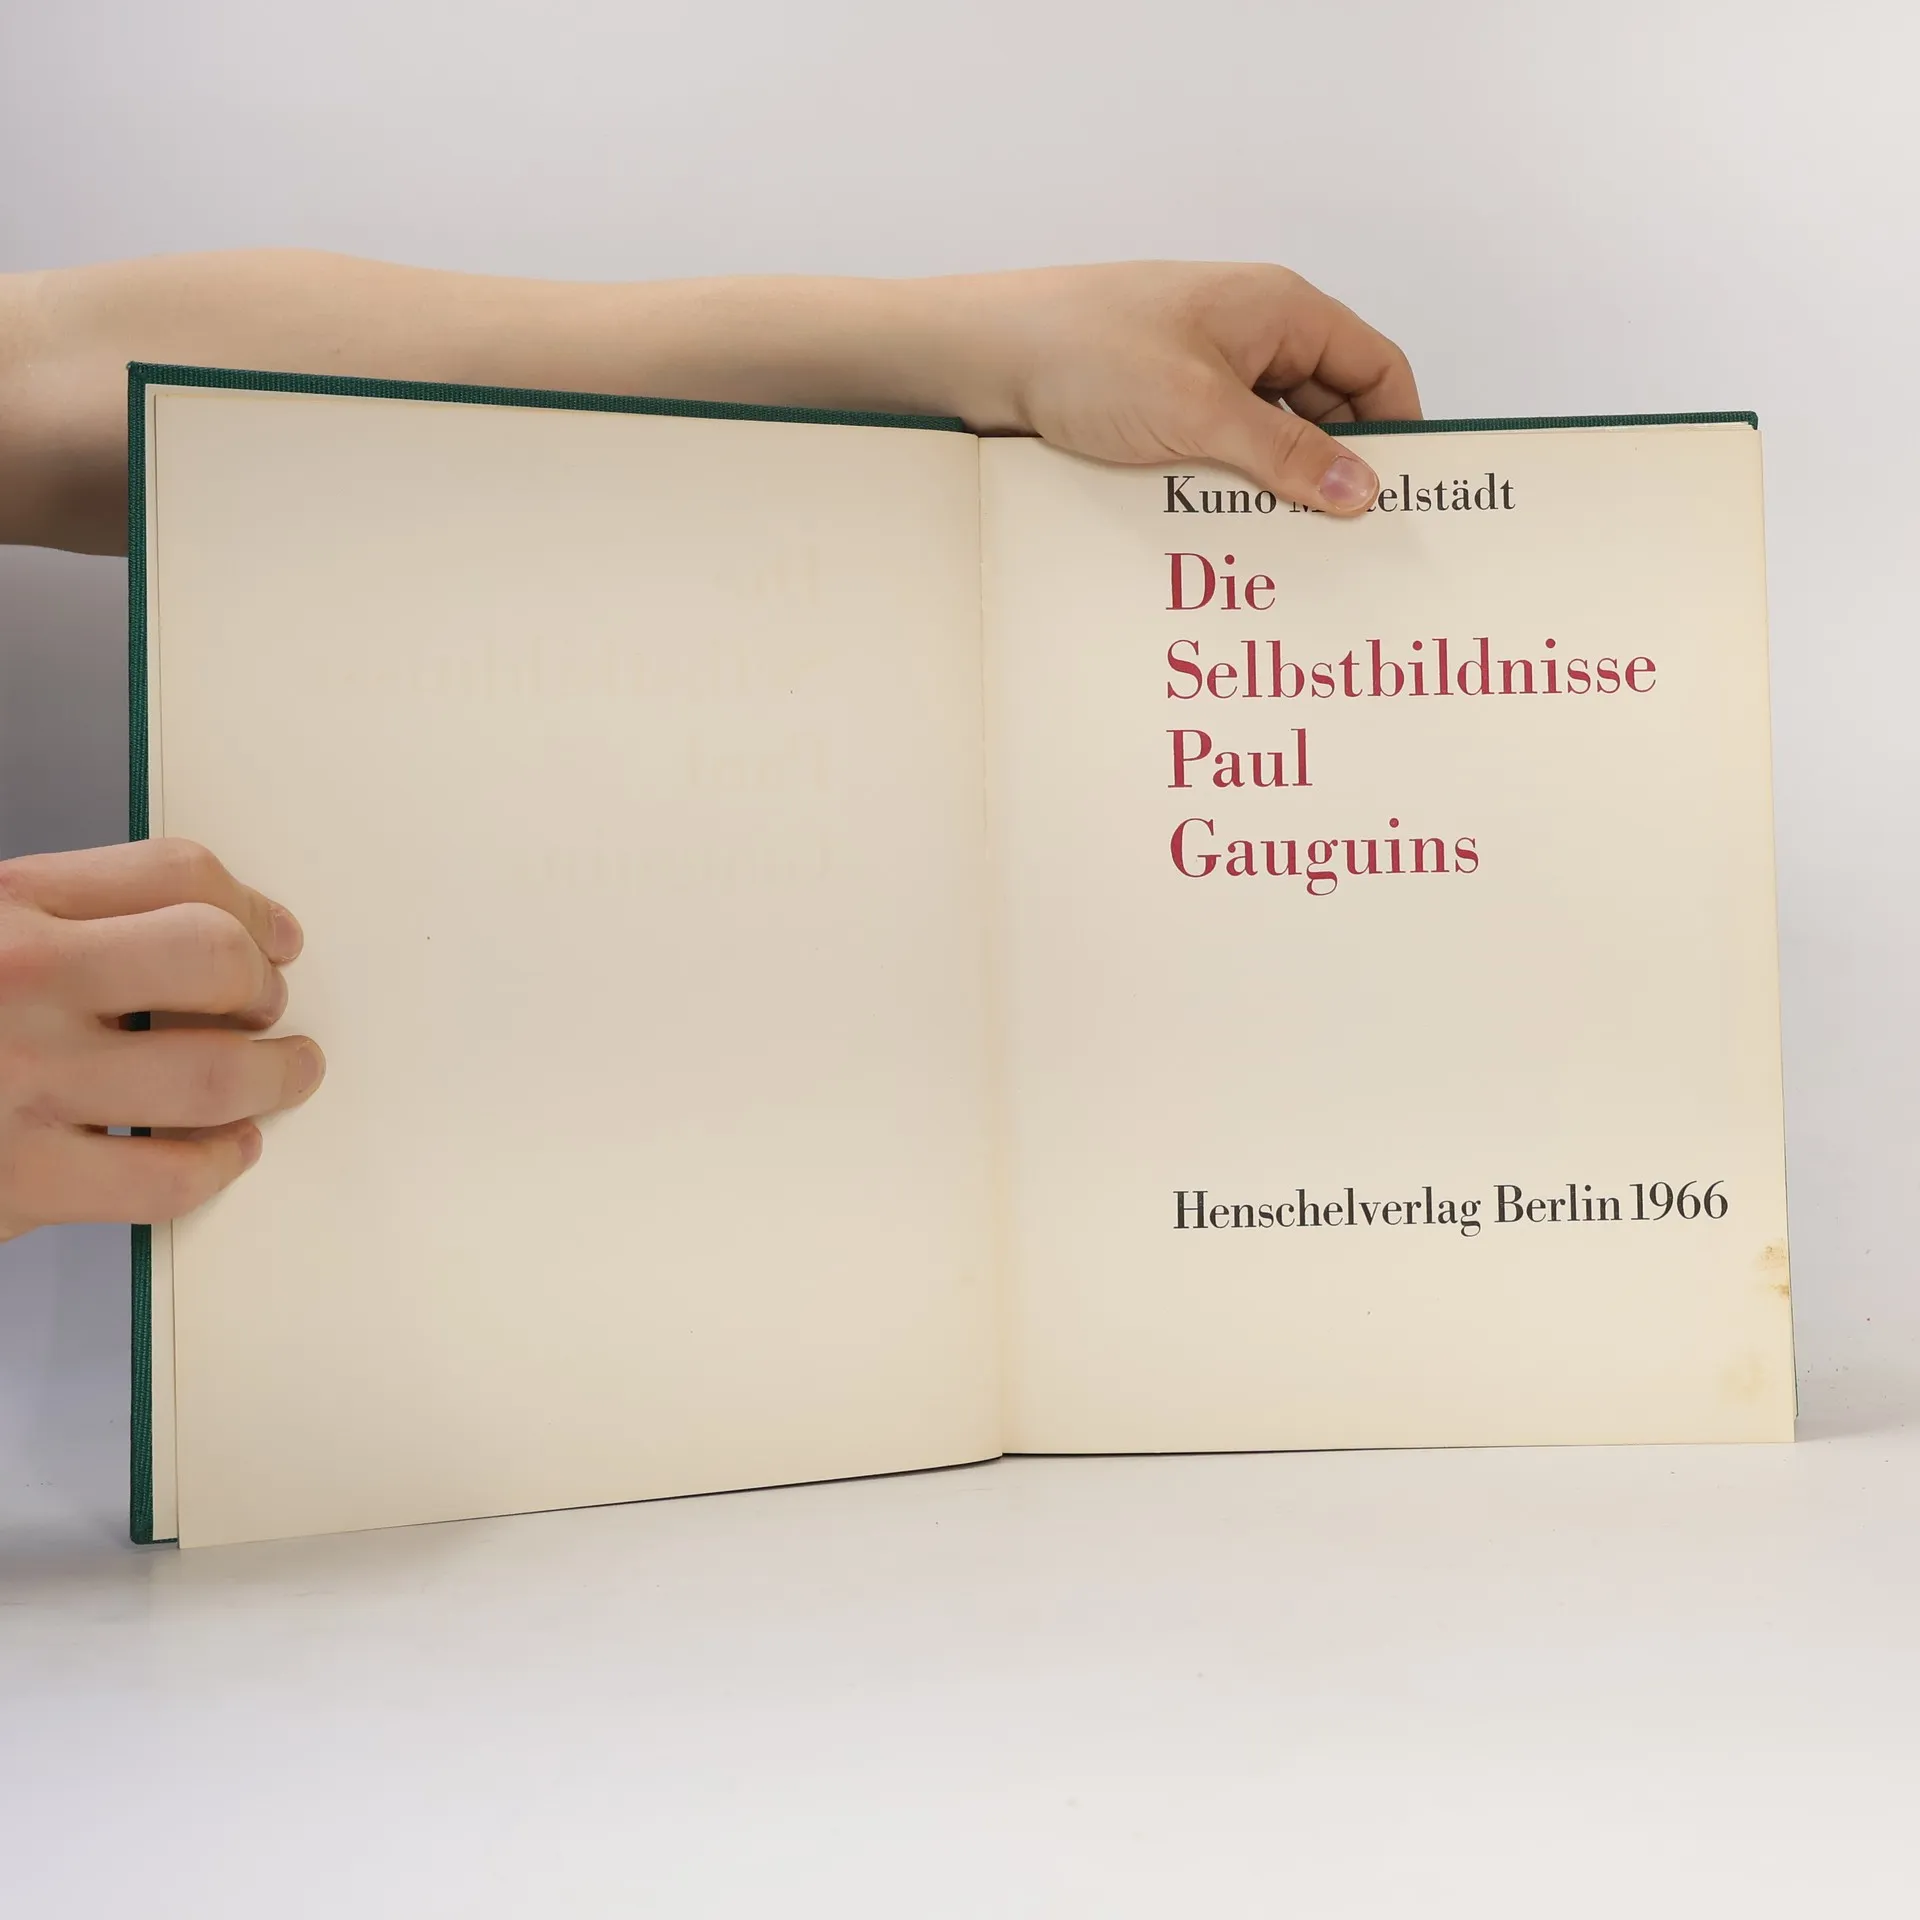 Kuno
Die
Selbstbildnisse
Paul
Gauguins
Henschelverlag Berlin 1966